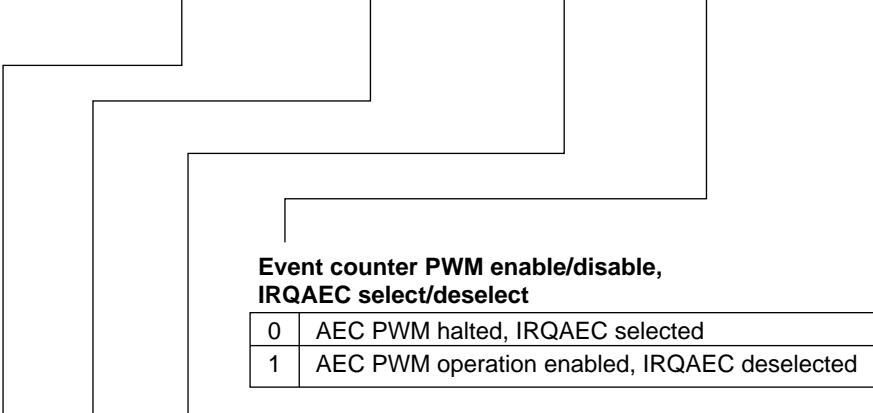 Event counter PWM enable/disable,
IRQAEC select/deselect
0 AEC PWM halted, IRQAEC selected
1 AEC PWM operation enabled, IRQAEC deselected